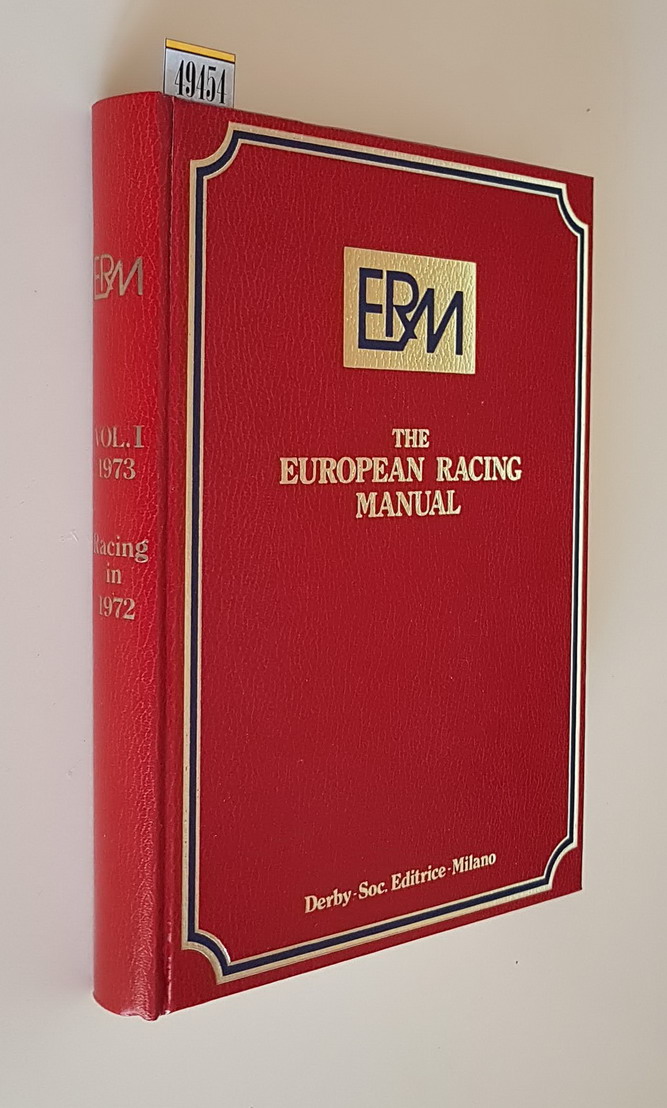 49454
ERM
VOL. I
1973
Racing
in
1972
ERM
THE
EUROPEAN RACING
MANUAL
Derby-Soc. Editrice-Milano